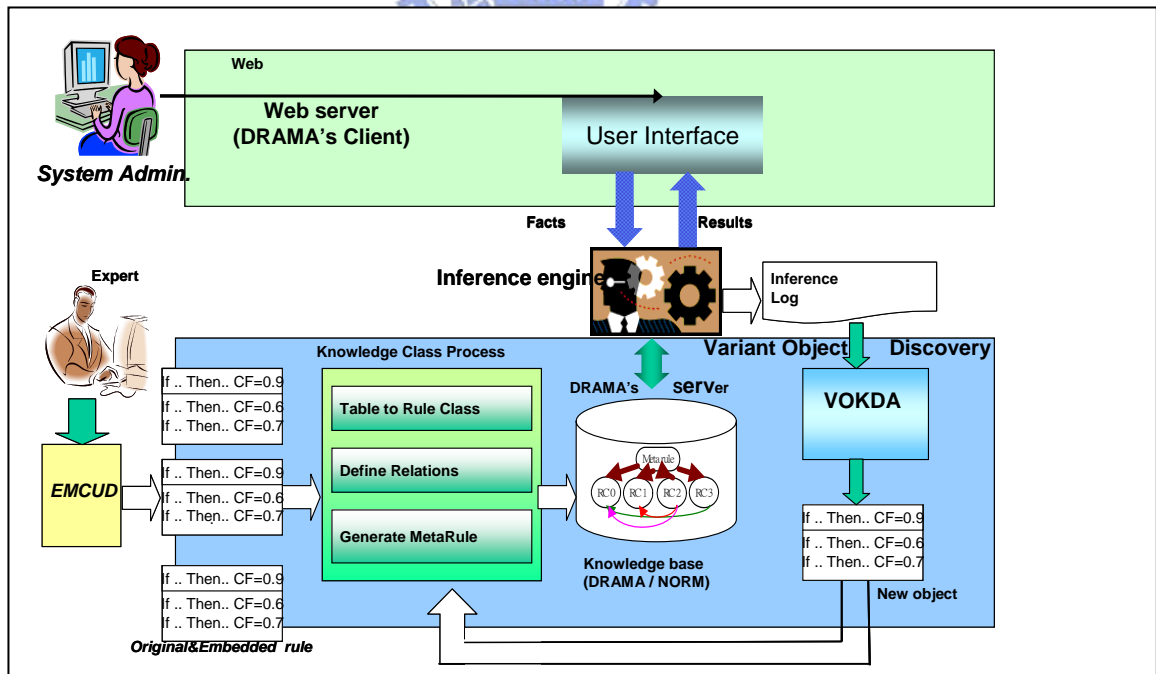 Web
Web server
(DRAMA's Client)
User Interface
System Admin.
Facts
Results
Expert
Inference engine
Inference
Log
Knowledge Class Process
Variant Object Discovery
DRAMA's server
If .. Then.. CF=0.9
If .. Then.. CF=0.6
If .. Then.. CF=0.7
Table to Rule Class
VOKDA
EMCUD
If .. Then.. CF=0.9
If .. Then.. CF=0.6
If .. Then.. CF=0.7
Define Relations
Metarule
RC0
RC1
RC2
RC3
Generate MetaRule
If .. Then.. CF=0.9
If .. Then.. CF=0.6
If .. Then.. CF=0.7
Knowledge base
(DRAMA / NORM)
New object
If .. Then.. CF=0.9
If .. Then.. CF=0.6
If .. Then.. CF=0.7
Original&Embedded rule